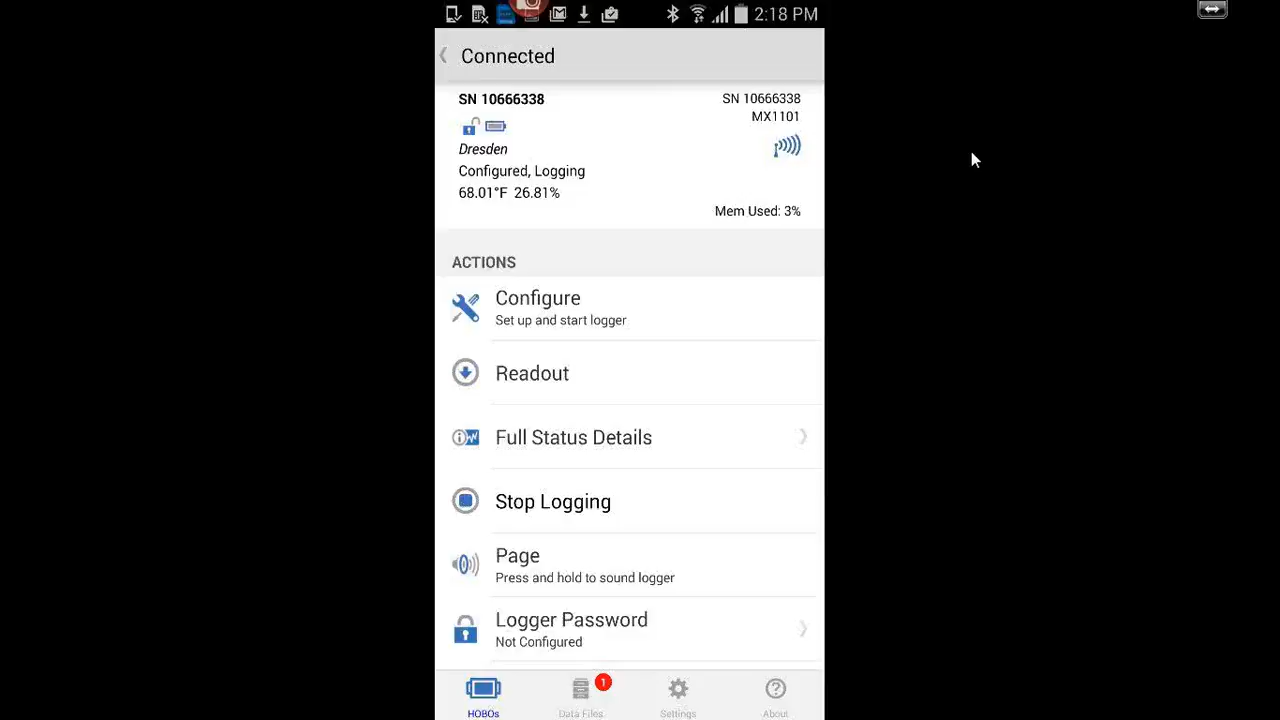 2:18 PM
Connected
SN 10666338
SN 10666338
MX1101
Dresden
Configured, Logging
68.01°F 26.81%
Mem Used: 3%
ACTIONS
Configure
Set up and start logger
Readout
Full Status Details
Stop Logging
Page
Press and hold to sound logger
Logger Password
Not Configured
1
HOBOs
Data Files
Settings
About